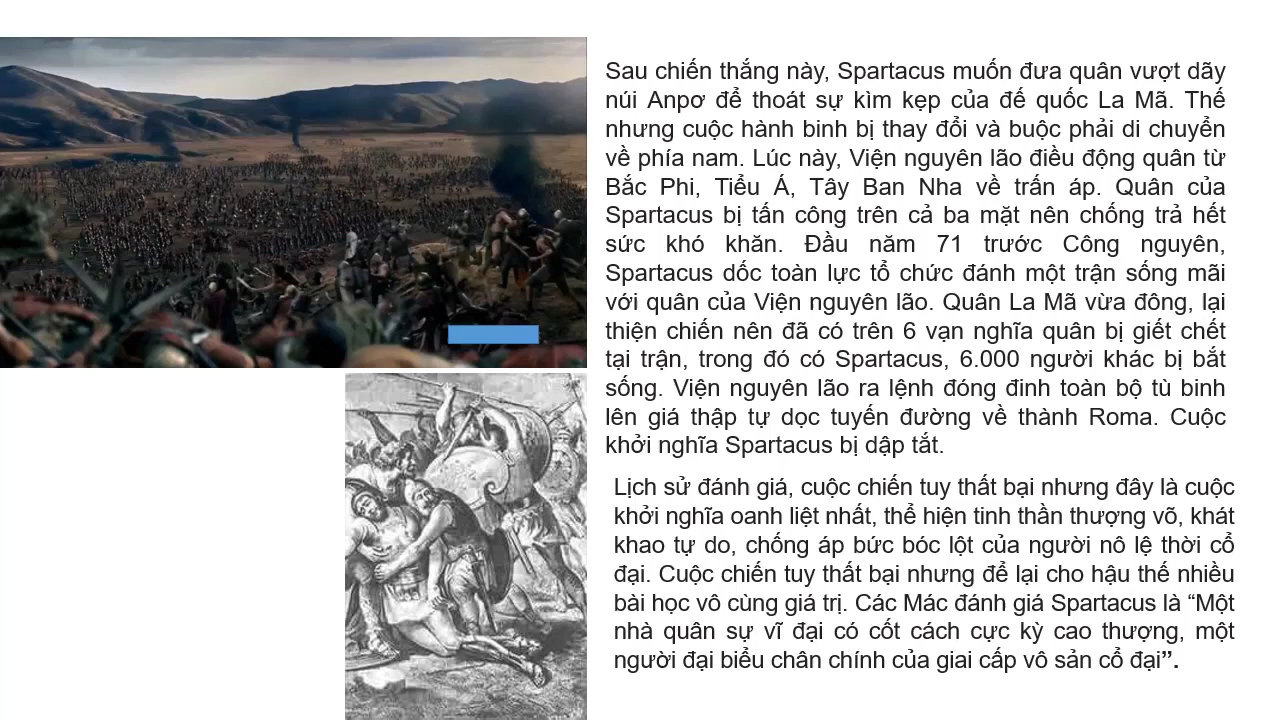 Sau chiến thắng này, Spartacus muốn đưa quân vượt dãy
núi Anpơ để thoát sự kìm kẹp của đế quốc La Mã. Thế
nhưng cuộc hành binh bị thay đổi và buộc phải di chuyển
về phía nam. Lúc này, Viện nguyên lão điều động quân từ
Bắc Phi, Tiểu Á, Tây Ban Nha về trấn áp. Quân của
Spartacus bị tấn công trên cả ba mặt nên chống trả hết
sức khó khăn. Đầu năm 71 trước Công nguyên,
Spartacus dốc toàn lực tổ chức đánh một trận sống mãi
với quân của Viện nguyên lão. Quân La Mã vừa đông, lại
thiện chiến nên đã có trên 6 vạn nghĩa quân bị giết chết
tại trận, trong đó có Spartacus, 6.000 người khác bị bắt
sống. Viện nguyên lão ra lệnh đóng đinh toàn bộ tù binh
lên giá thập tự dọc tuyến đường về thành Roma. Cuộc
khởi nghĩa Spartacus bị dập tắt.
Lịch sử đánh giá, cuộc chiến tuy thất bại nhưng đây là cuộc
khởi nghĩa oanh liệt nhất, thể hiện tinh thần thượng võ, khát
khao tự do, chống áp bức bóc lột của người nô lệ thời cổ
đại. Cuộc chiến tuy thất bại nhưng để lại cho hậu thế nhiều
bài học vô cùng giá trị. Các Mác đánh giá Spartacus là “Một
nhà quân sự vĩ đại có cốt cách cực kỳ cao thượng, một
người đại biểu chân chính của giai cấp vô sản cổ đại”.